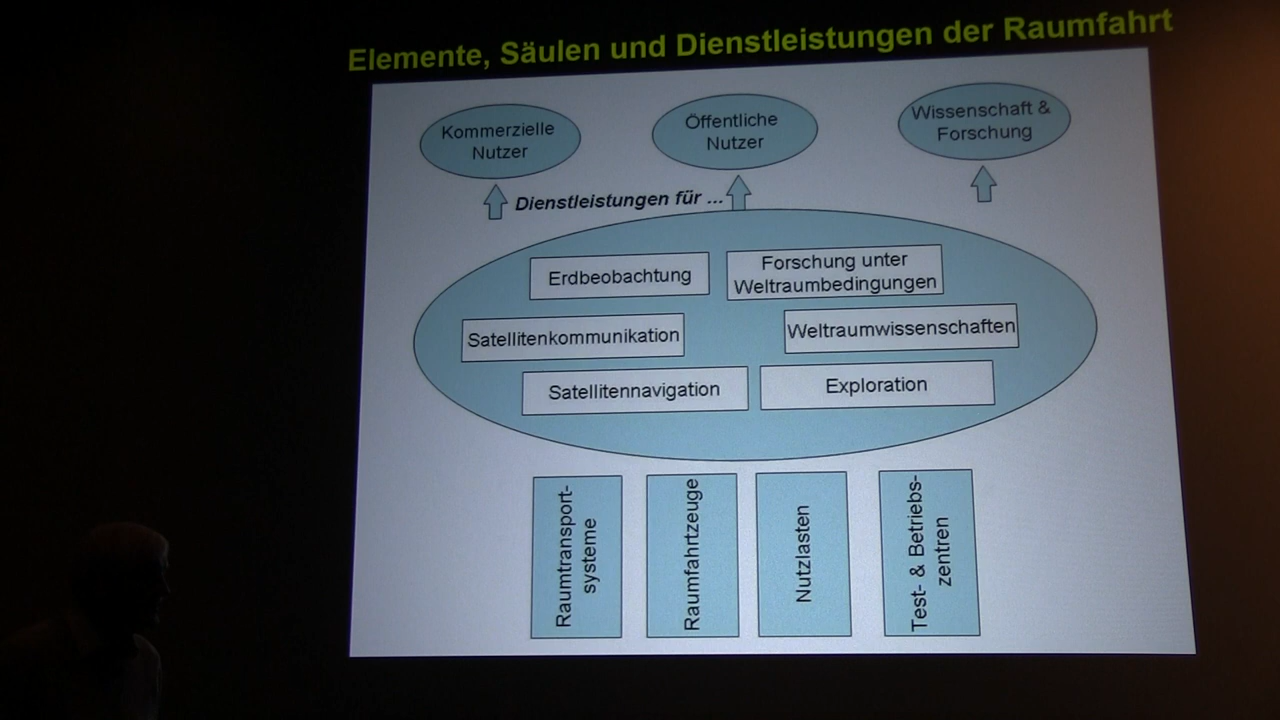 Elemente, Säulen und Dienstleistungen der Raumfahrt
Kommerzielle
Nutzer
Öffentliche
Nutzer
Wissenschaft &
Forschung
Dienstleistungen für ...
Erdbeobachtung
Forschung unter
Weltraumbedingungen
Satellitenkommunikation
Weltraumwissenschaften
Satellitennavigation
Exploration
Raumtransport-
systeme
Raumfahrtzeuge
Nutzlasten
Test- & Betriebs-
zentren